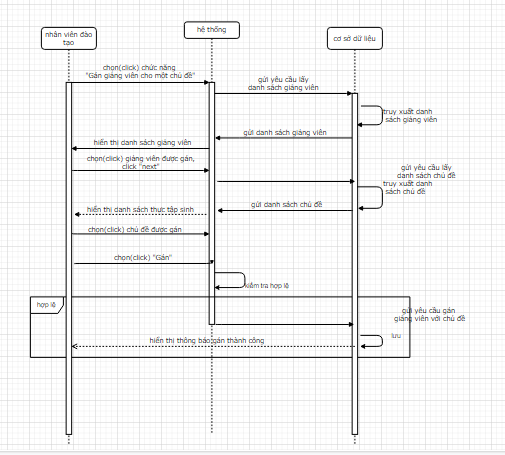 nhân viên đào
tạo
hệ thống
cơ sở dữ liệu
chọn(click) chức năng
"Gán giảng viên cho một chủ đề"
gửi yêu cầu lấy
danh sách giảng viên
truy xuất danh
sách giảng viên
gửi danh sách giảng viên
hiển thị danh sách giảng viên
chọn(click) giảng viên được gán,
click "next"
gửi yêu cầu lấy
danh sách chủ đề
truy xuất danh
sách chủ đề
gửi danh sách chủ đề
hiển thị danh sách thực tập sinh
chọn(click) chủ đề được gán
chọn(click) "Gán"
kiểm tra hợp lệ
hợp lệ
gửi yêu cầu gán
giảng viên với chủ đề
lưu
hiển thị thông báo gán thành công